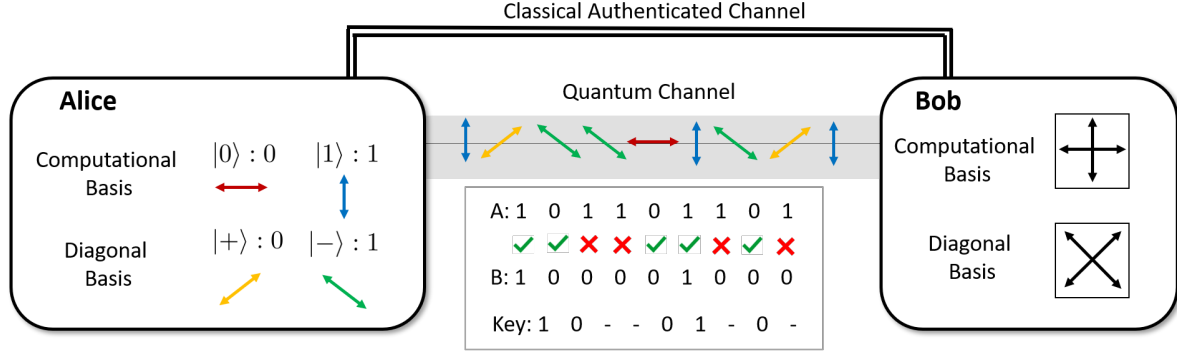 Classical Authenticated Channel
Alice
Computational
Basis
|0⟩ : 0
|1⟩ : 1
Diagonal
Basis
|+⟩ : 0
|−⟩ : 1
Quantum Channel
A: 1 0 1 1 0 1 1 0 1
B: 1 0 0 0 0 1 0 0 0
Key: 1 0 - - 0 1 - 0 -
Bob
Computational
Basis
Diagonal
Basis